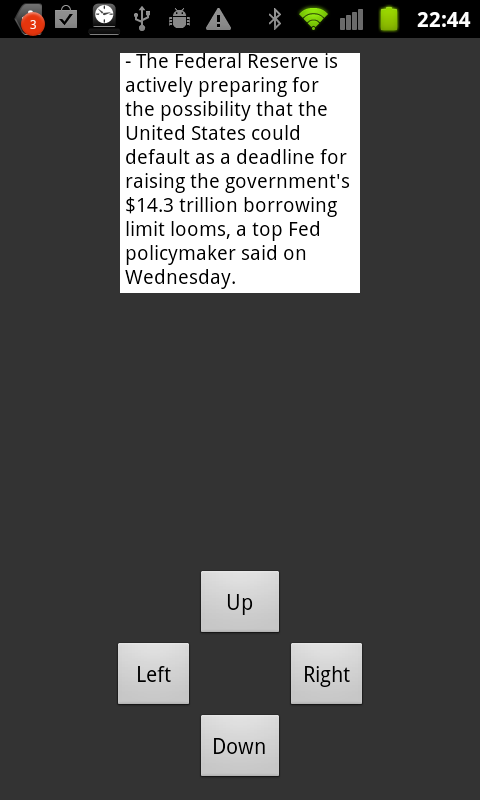 3
22:44
- The Federal Reserve is
actively preparing for
the possibility that the
United States could
default as a deadline for
raising the government's
$14.3 trillion borrowing
limit looms, a top Fed
policymaker said on
Wednesday.
Up
Left
Right
Down